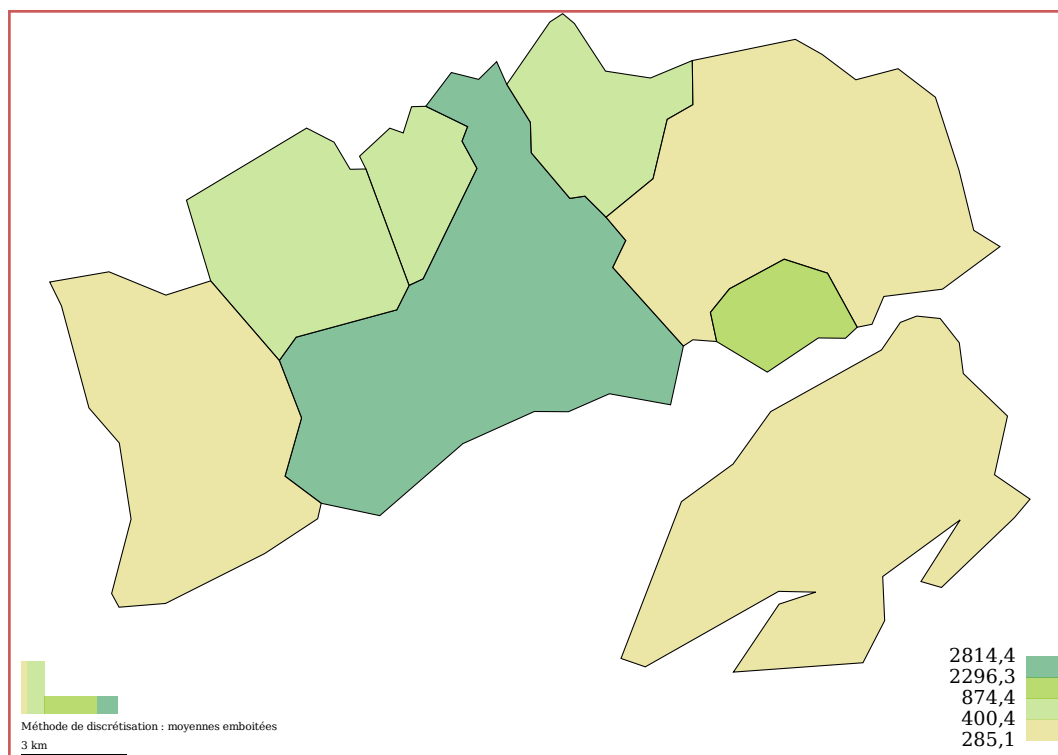 2814,4
2296,3
874,4
400,4
285,1
Méthode de discrétisation : moyennes emboitées
3 km